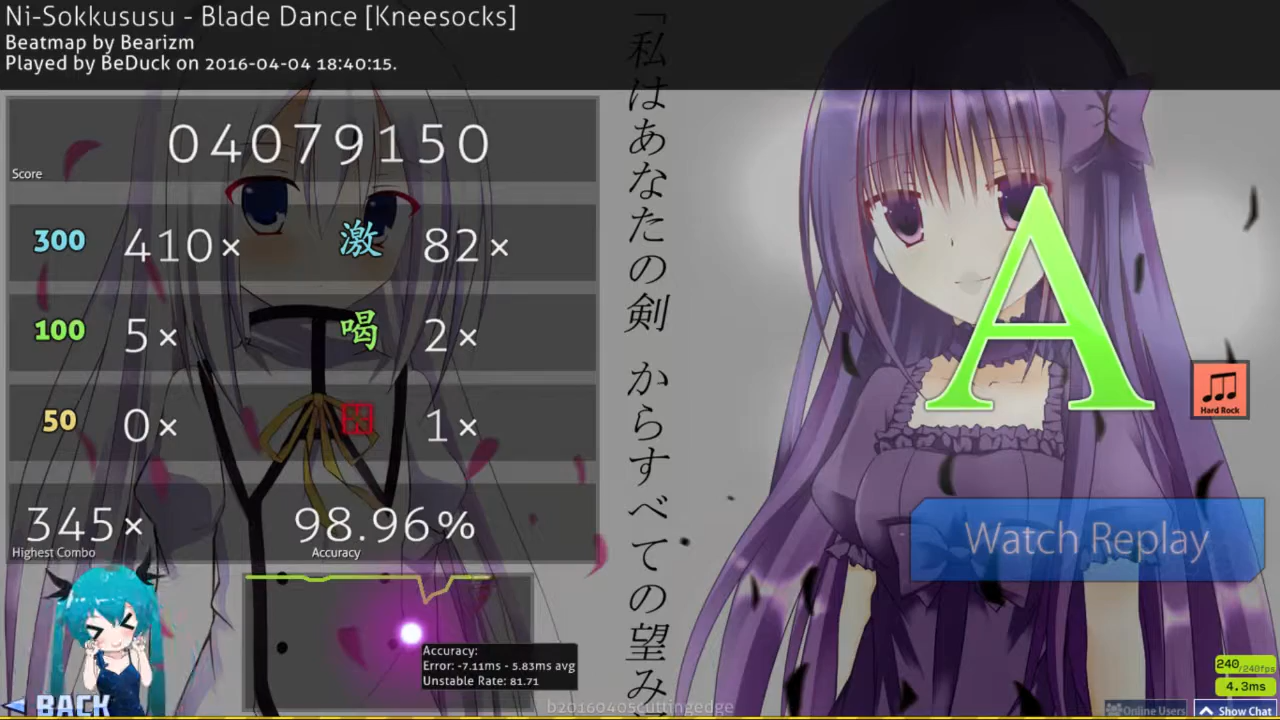 Ni-Sokkususu - Blade Dance [Kneesocks]
Beatmap by Bearizm
Played by BeDuck on 2016-04-04 18:40:15.
04079150
Score
300 410× 激 82×
100 5× 喝 2×
50 0× 1×
345× 98.96%
Highest Combo Accuracy
「私はあなたの剣 からすべての望み
A
Hard Rock
Watch Replay
Accuracy:
Error: -7.11ms - 5.83ms avg
Unstable Rate: 81.71
240/240fps
4.3ms
BACK
b20160405cuttingedge
Online Users
Show Chat